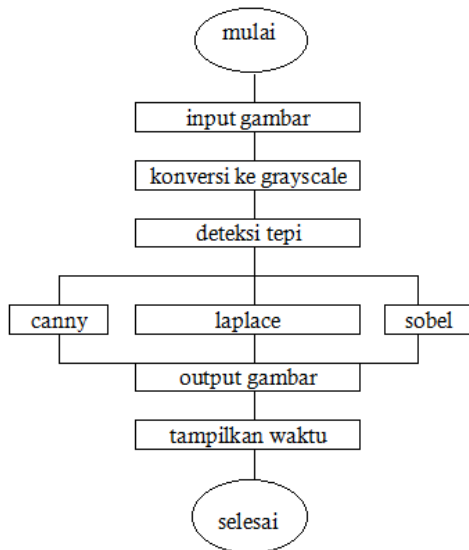 mulai
input gambar
konversi ke grayscale
deteksi tepi
canny
laplace
sobel
output gambar
tampilkan waktu
selesai